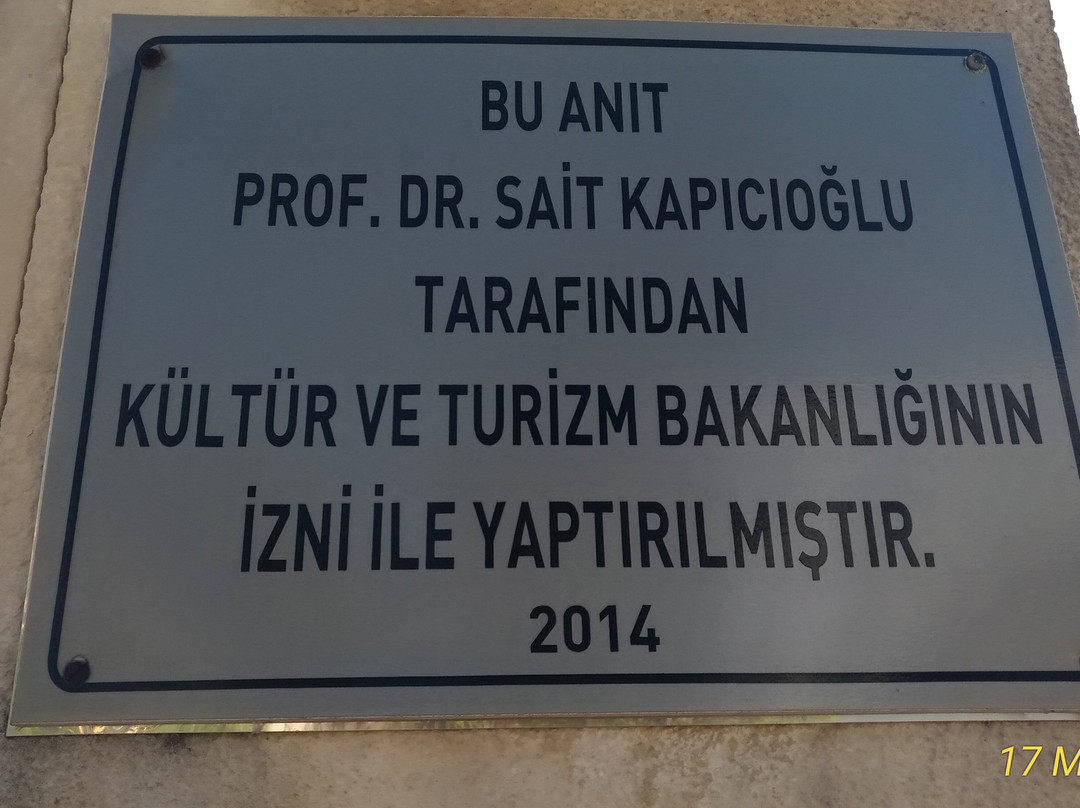 BU ANIT
PROF. DR. SAİT KAPICIOĞLU
TARAFINDAN
KÜLTÜR VE TURİZM BAKANLIĞININ
İZNİ İLE YAPTIRILMIŞTIR.
2014
17